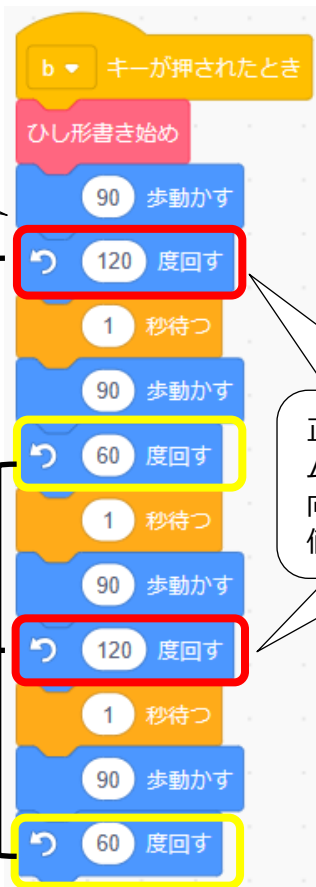 b キーが押されたとき
ひし形書き始め
90 歩動かす
120 度回す
1 秒待つ
90 歩動かす
60 度回す
1 秒待つ
90 歩動かす
120 度回す
1 秒待つ
90 歩動かす
60 度回す